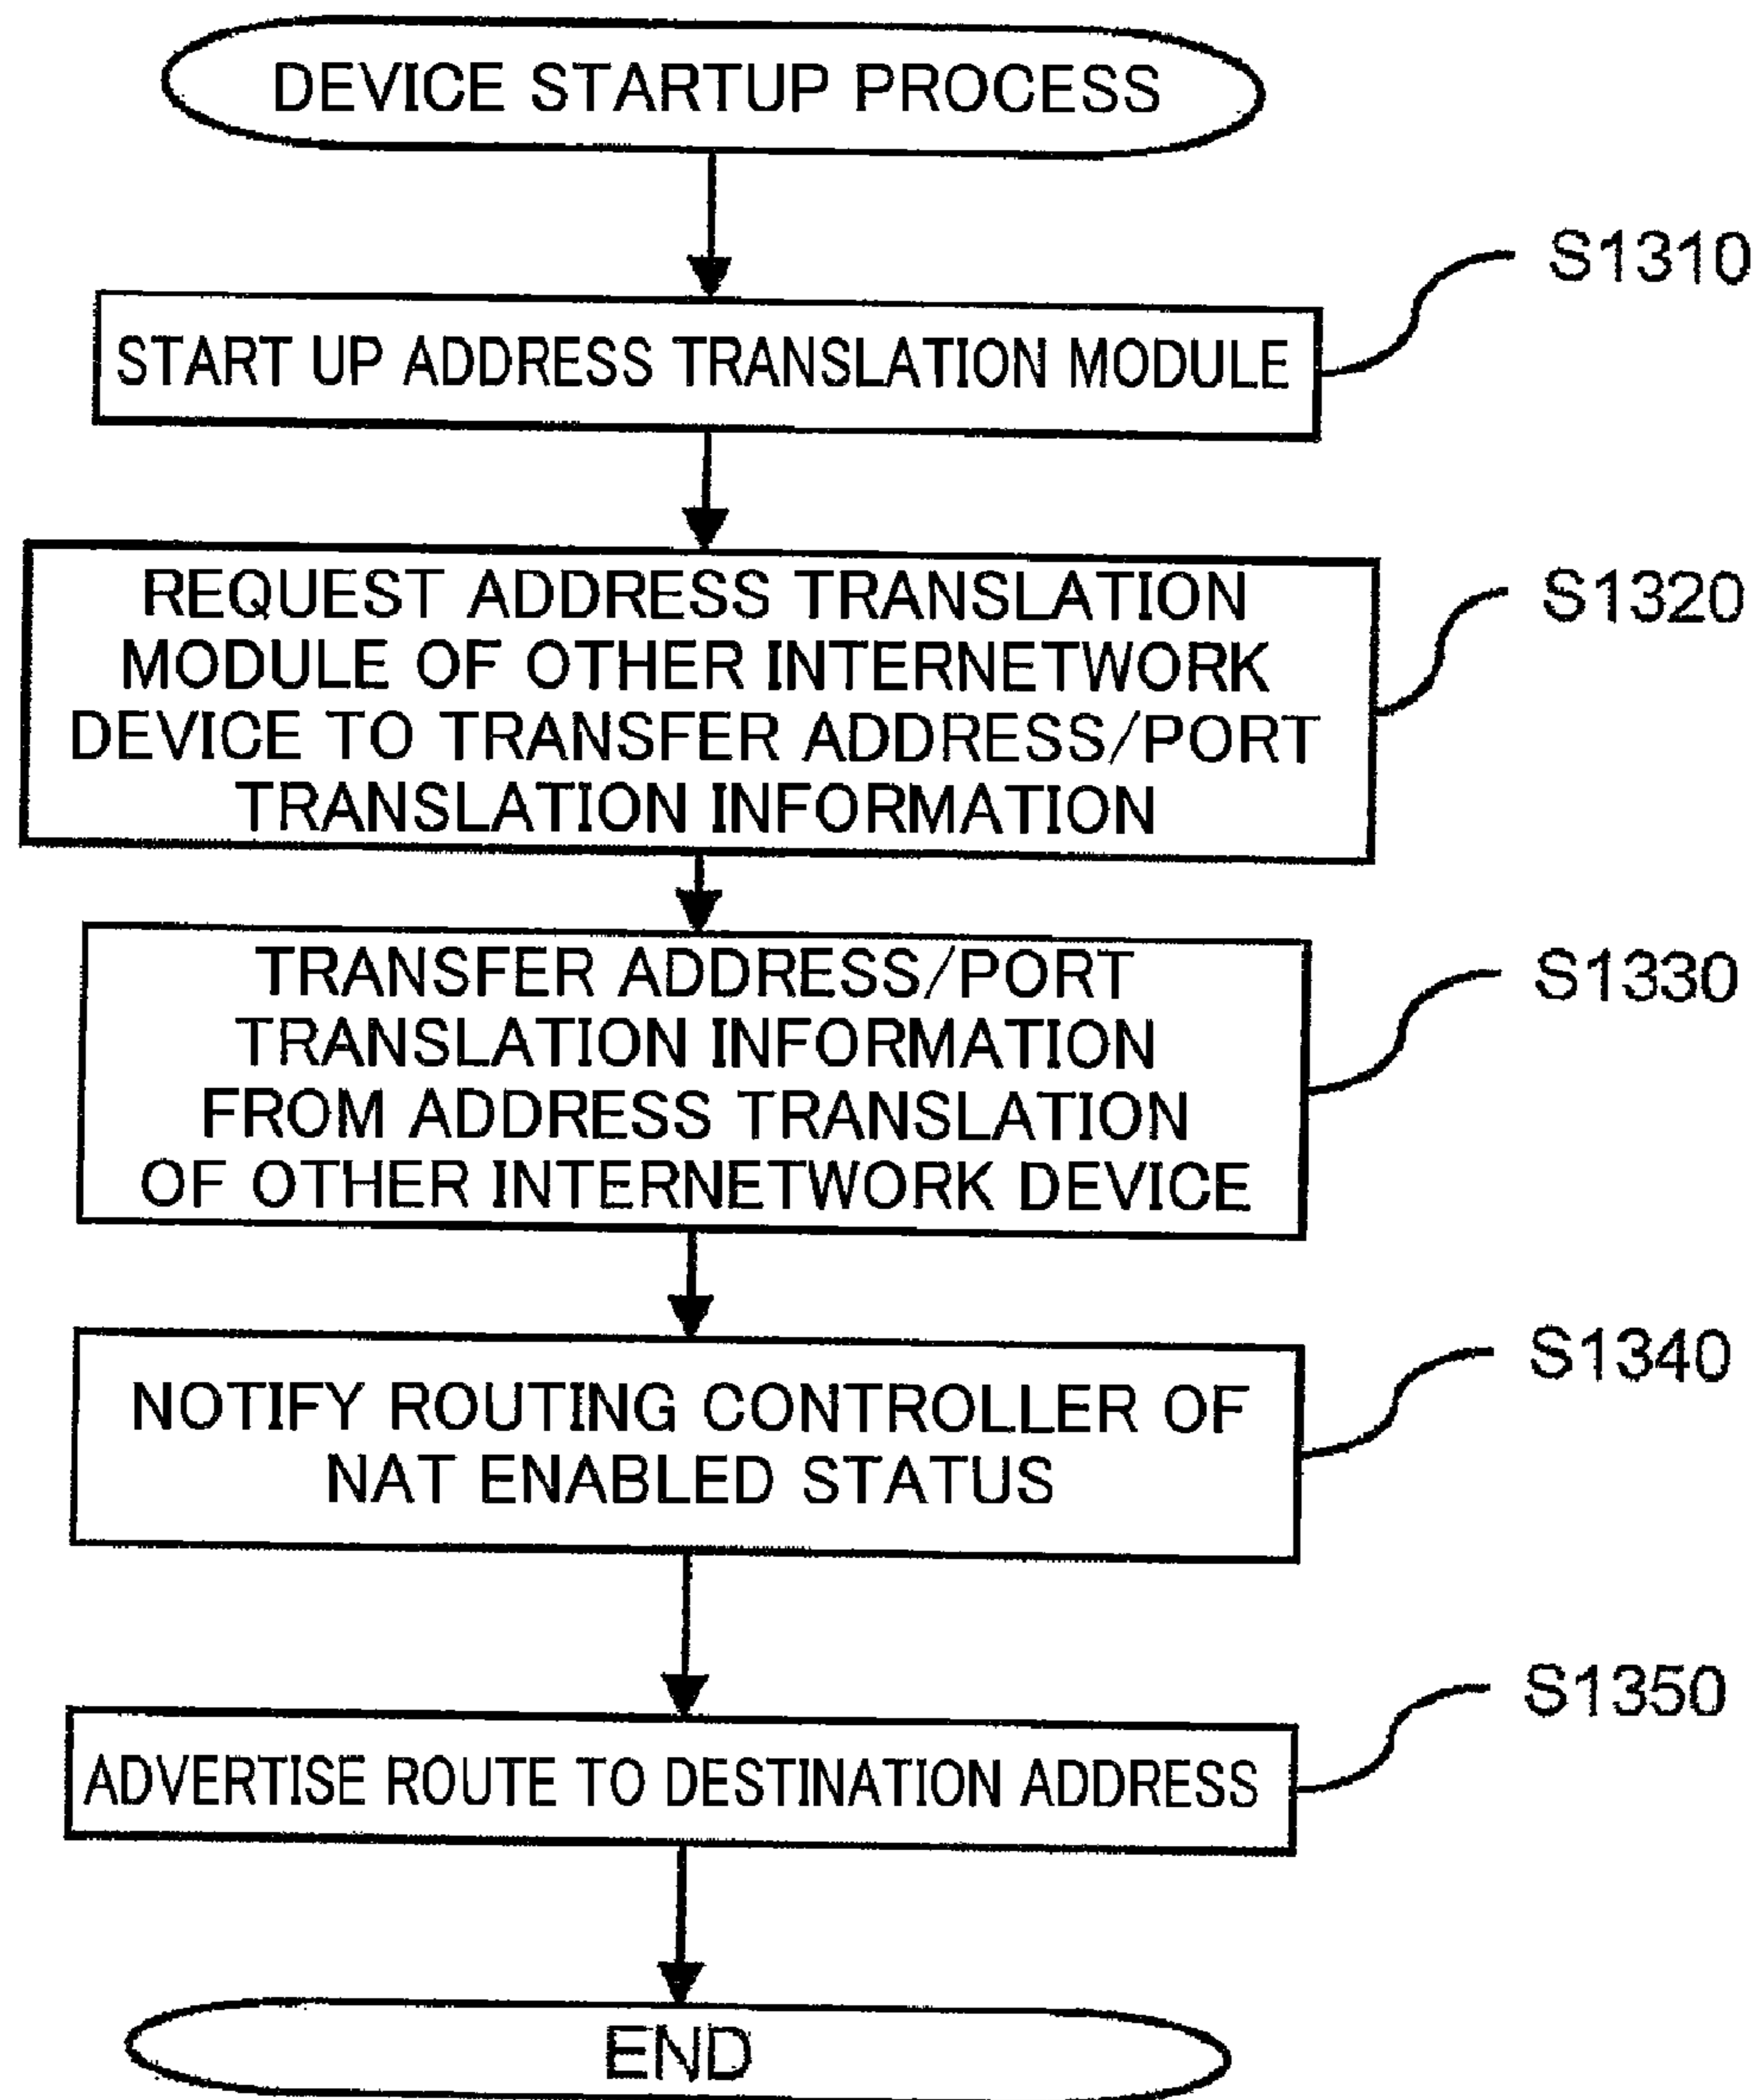 DEVICE STARTUP PROCESS
S1310
START UP ADDRESS TRANSLATION MODULE
S1320
REQUEST ADDRESS TRANSLATION
MODULE OF OTHER INTERNETWORK
DEVICE TO TRANSFER ADDRESS/PORT
TRANSLATION INFORMATION
S1330
TRANSFER ADDRESS/PORT
TRANSLATION INFORMATION
FROM ADDRESS TRANSLATION
OF OTHER INTERNETWORK DEVICE
S1340
NOTIFY ROUTING CONTROLLER OF
NAT ENABLED STATUS
S1350
ADVERTISE ROUTE TO DESTINATION ADDRESS
END